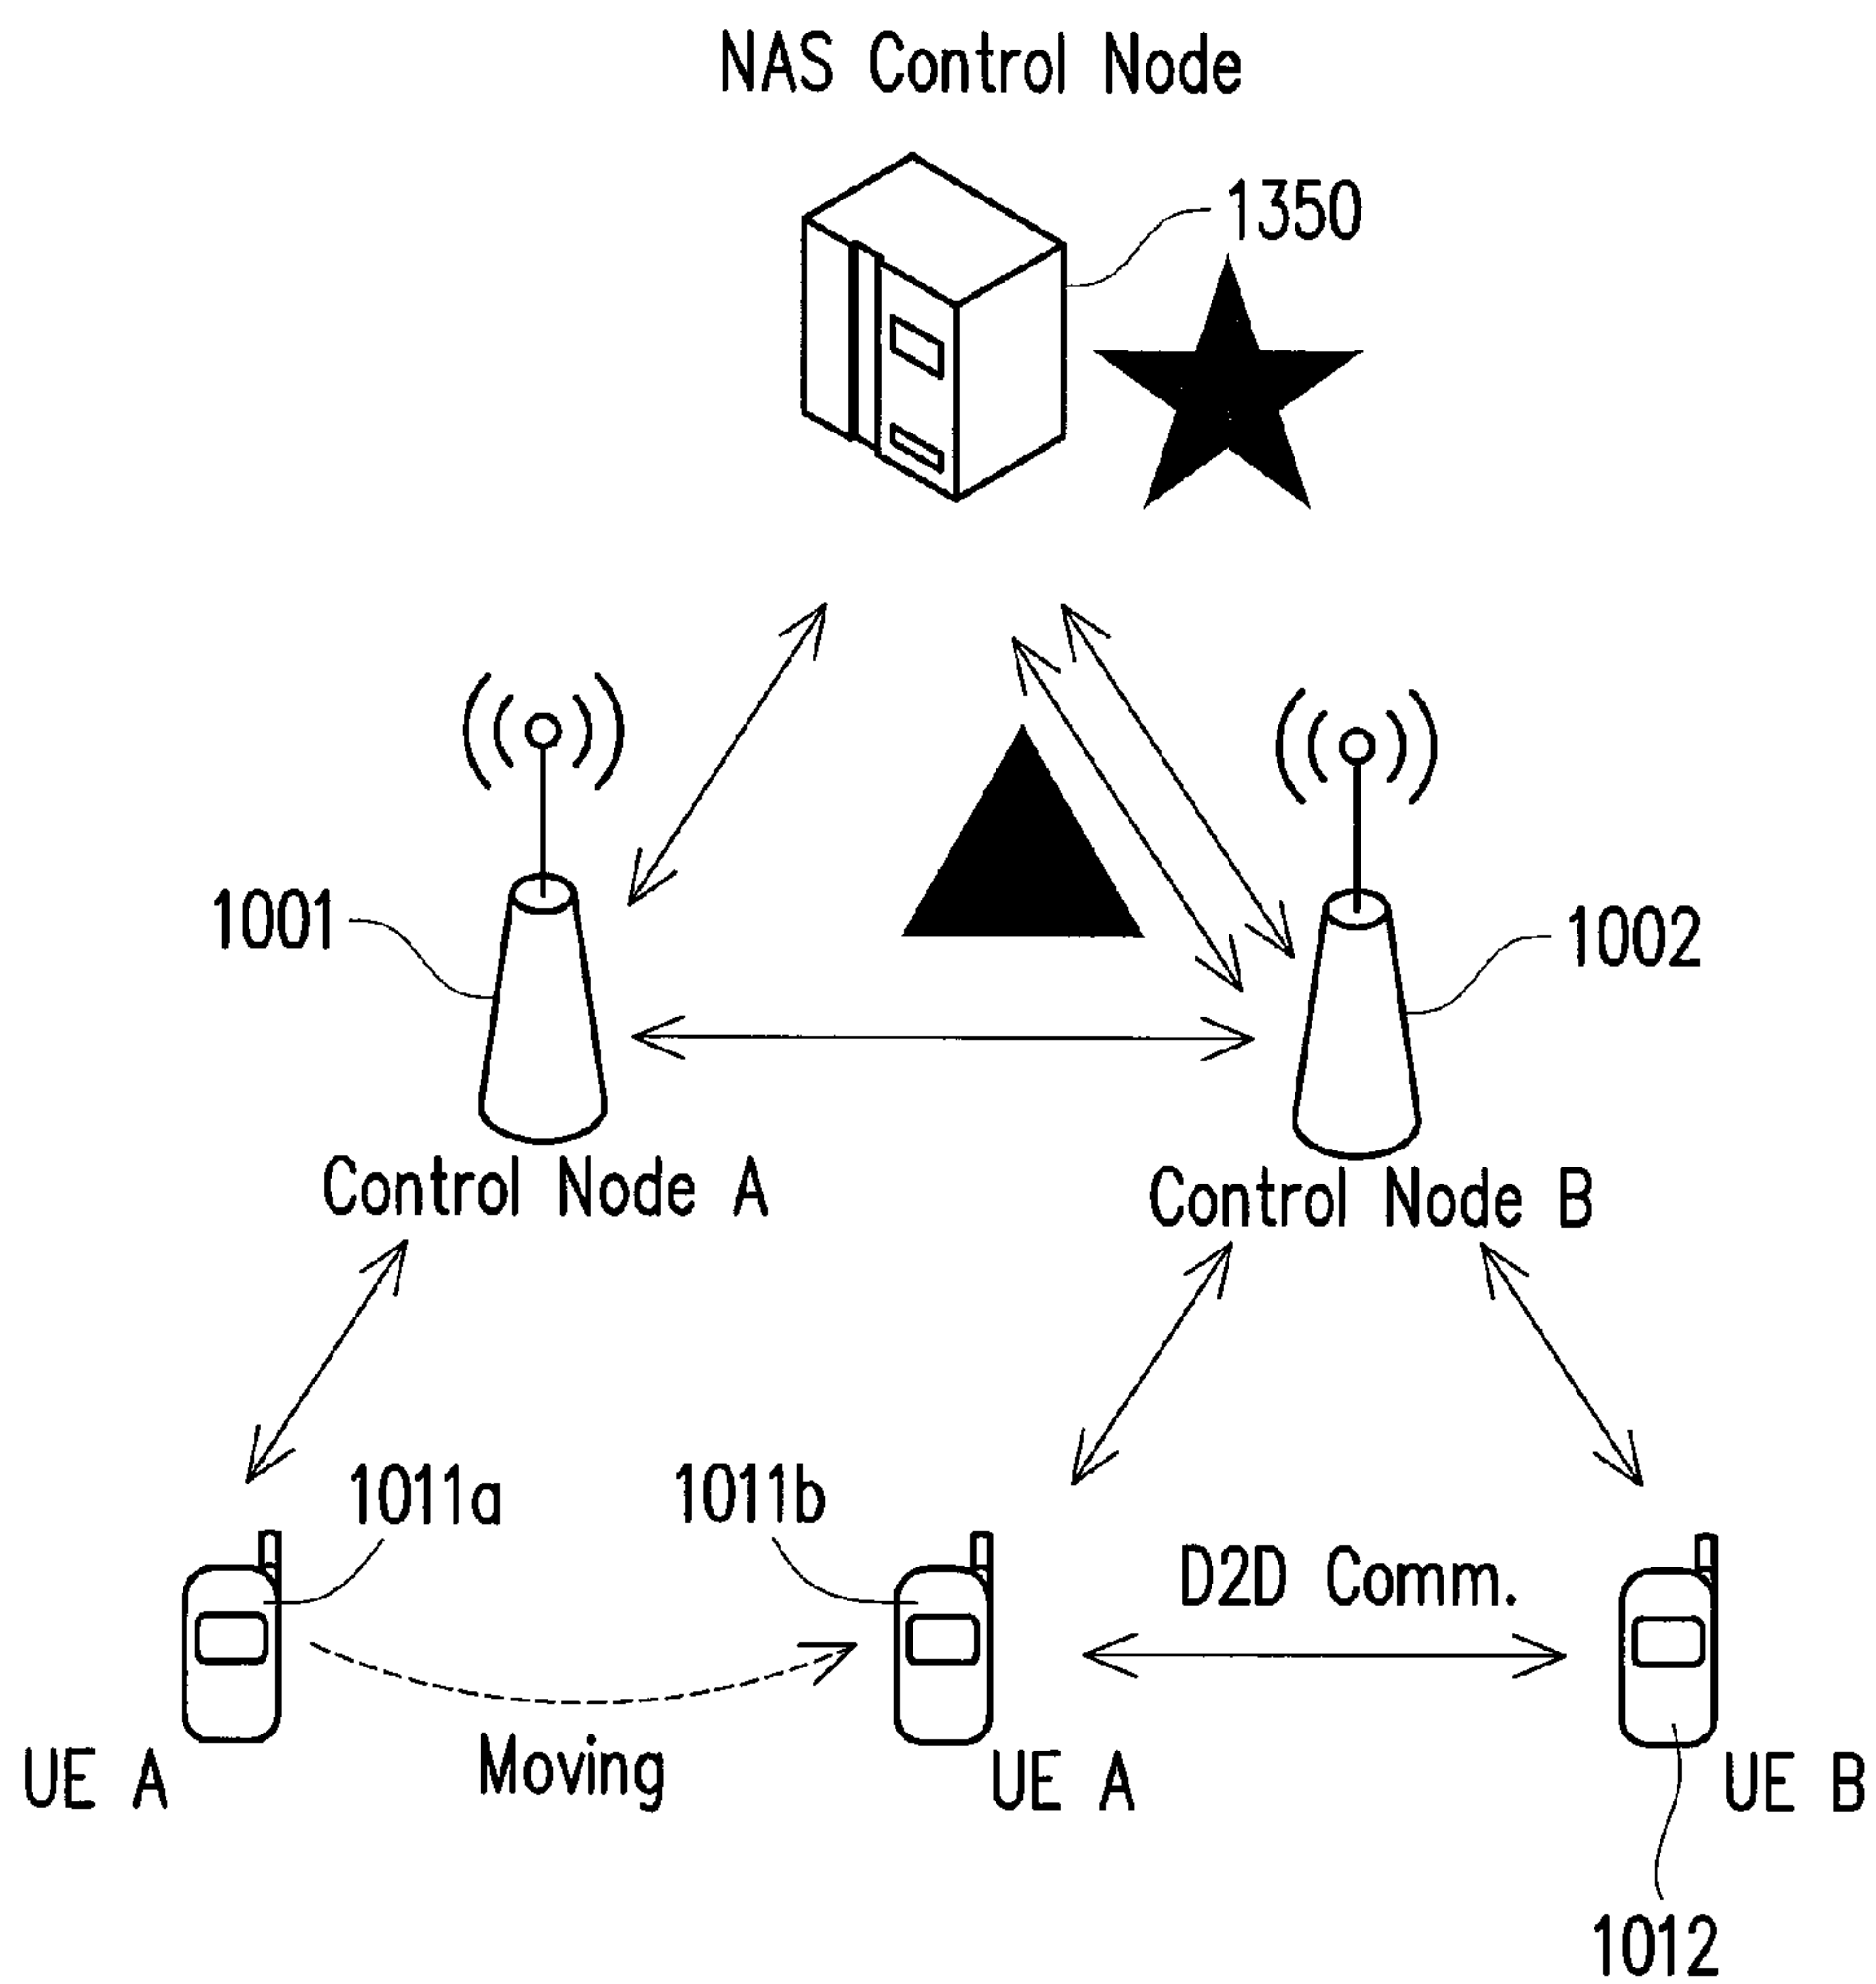 NAS Control Node
1350
1001
1002
Control Node A
Control Node B
1011a
1011b
D2D Comm.
Moving
UE A
UE A
UE B
1012